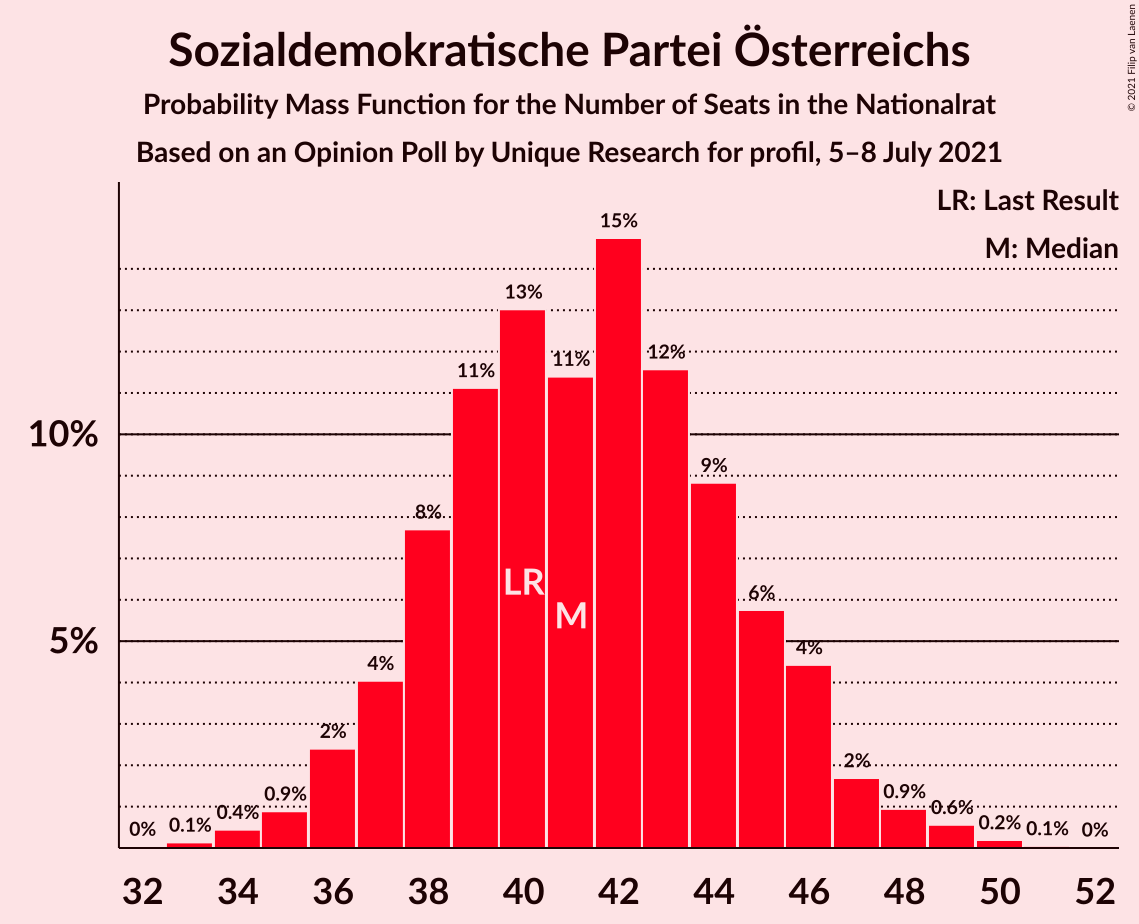 Sozialdemokratische Partei Österreichs
Probability Mass Function for the Number of Seats in the Nationalrat
Based on an Opinion Poll by Unique Research for profil, 5–8 July 2021
© 2021 Filip van Laenen
LR: Last Result
M: Median
10%
5%
0%
0.1%
0.4%
0.9%
2%
4%
8%
11%
13%
11%
15%
12%
9%
6%
4%
2%
0.9%
0.6%
0.2%
0.1%
0%
LR
M
32 34 36 38 40 42 44 46 48 50 52